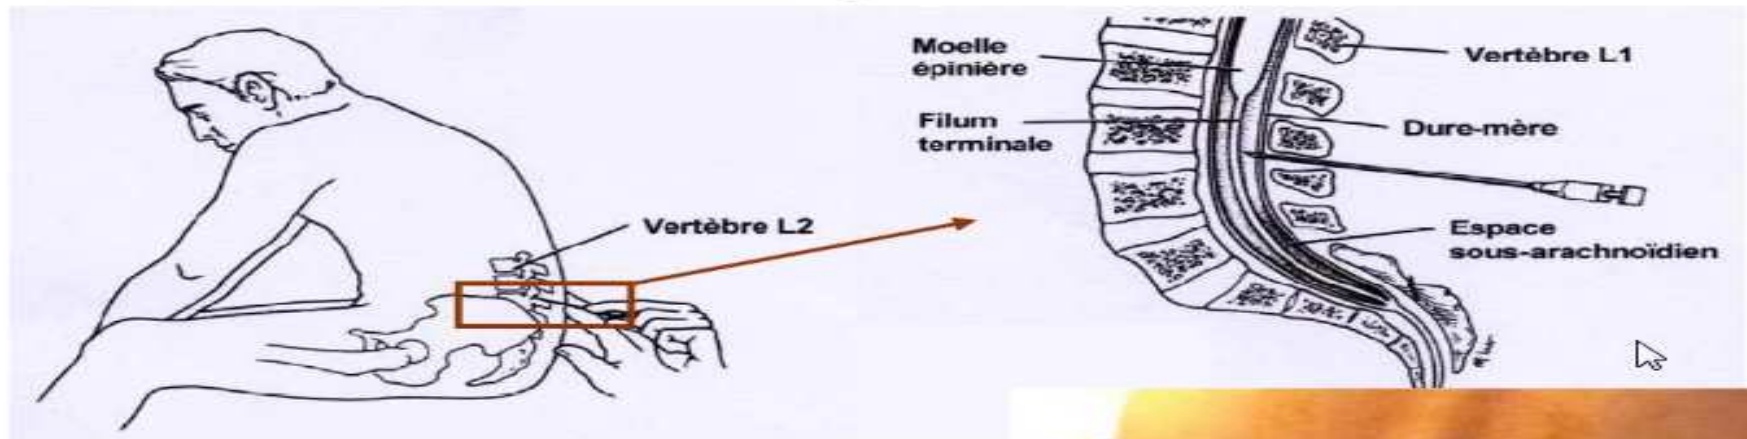 Vertèbre L2
Moelle
épinière
Filum
terminale
Vertèbre L1
Dure-mère
Espace
sous-arachnoïdien